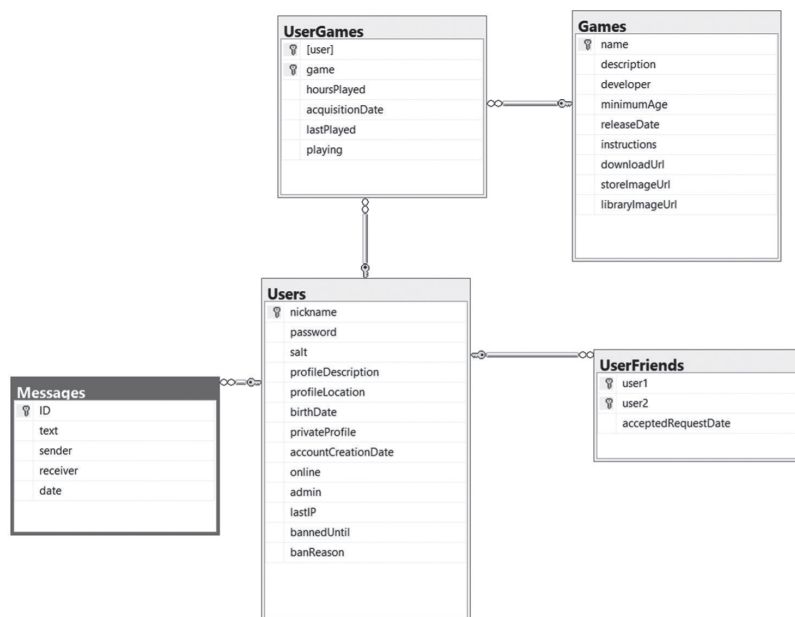 UserGames
[user]
game
hoursPlayed
acquisitionDate
lastPlayed
playing
Games
name
description
developer
minimumAge
releaseDate
instructions
downloadUrl
storeImageUrl
libraryImageUrl
Users
nickname
password
salt
profileDescription
profileLocation
birthDate
privateProfile
accountCreationDate
online
admin
lastIP
bannedUntil
banReason
Messages
ID
text
sender
receiver
date
UserFriends
user1
user2
acceptedRequestDate